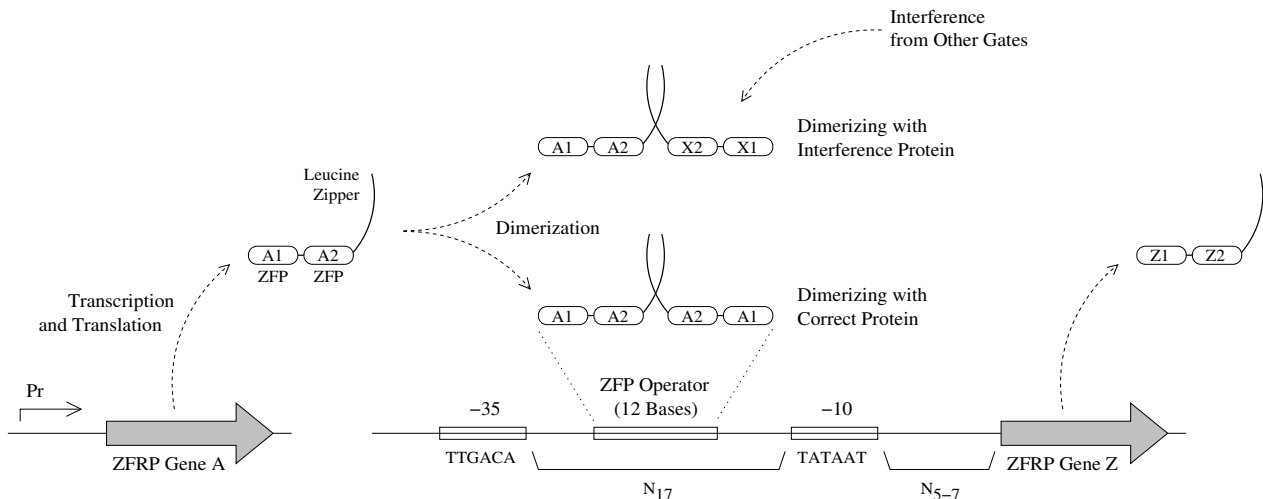 Interference
from Other Gates
A1 A2 X2 X1
Dimerizing with
Interference Protein
Leucine
Zipper
Dimerization
A1 A2
ZFP ZFP
Z1 Z2
Transcription
and Translation
A1 A2 A2 A1
Dimerizing with
Correct Protein
Pr
ZFP Operator
(12 Bases)
−35
−10
ZFRP Gene A
TTGACA
TATAAT
ZFRP Gene Z
N17
N5−7